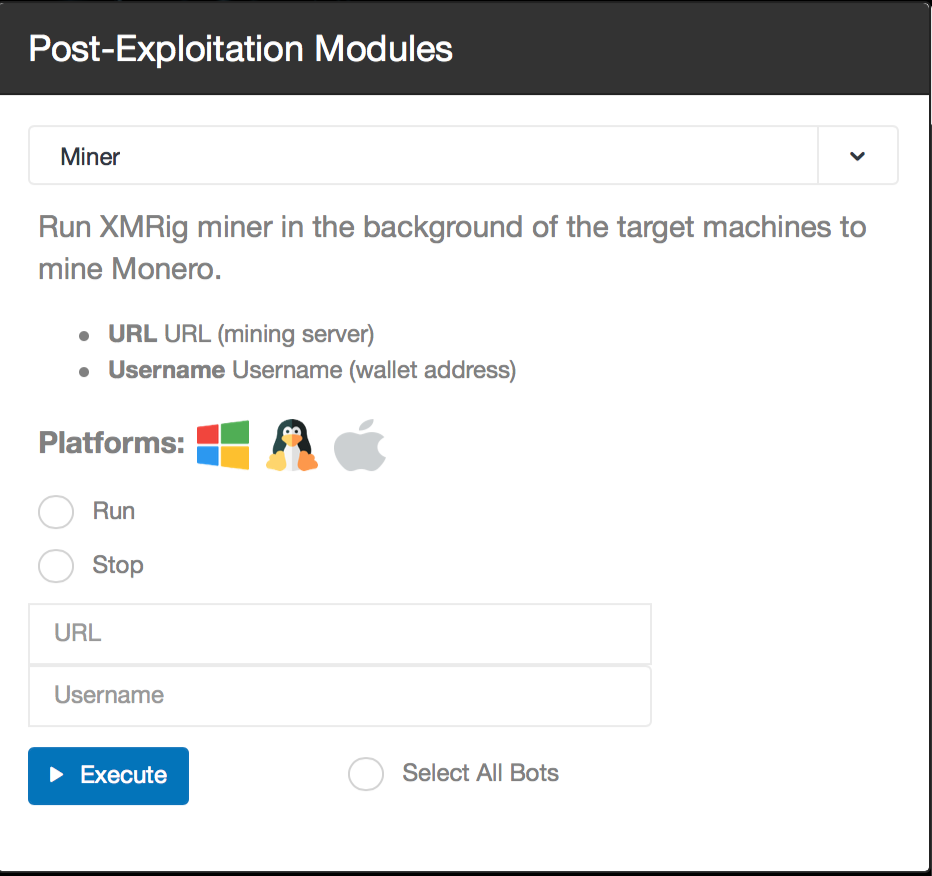 Post-Exploitation Modules
Miner
Run XMRig miner in the background of the target machines to
mine Monero.
URL URL (mining server)
Username Username (wallet address)
Platforms:
Run
Stop
URL
Username
Execute
Select All Bots